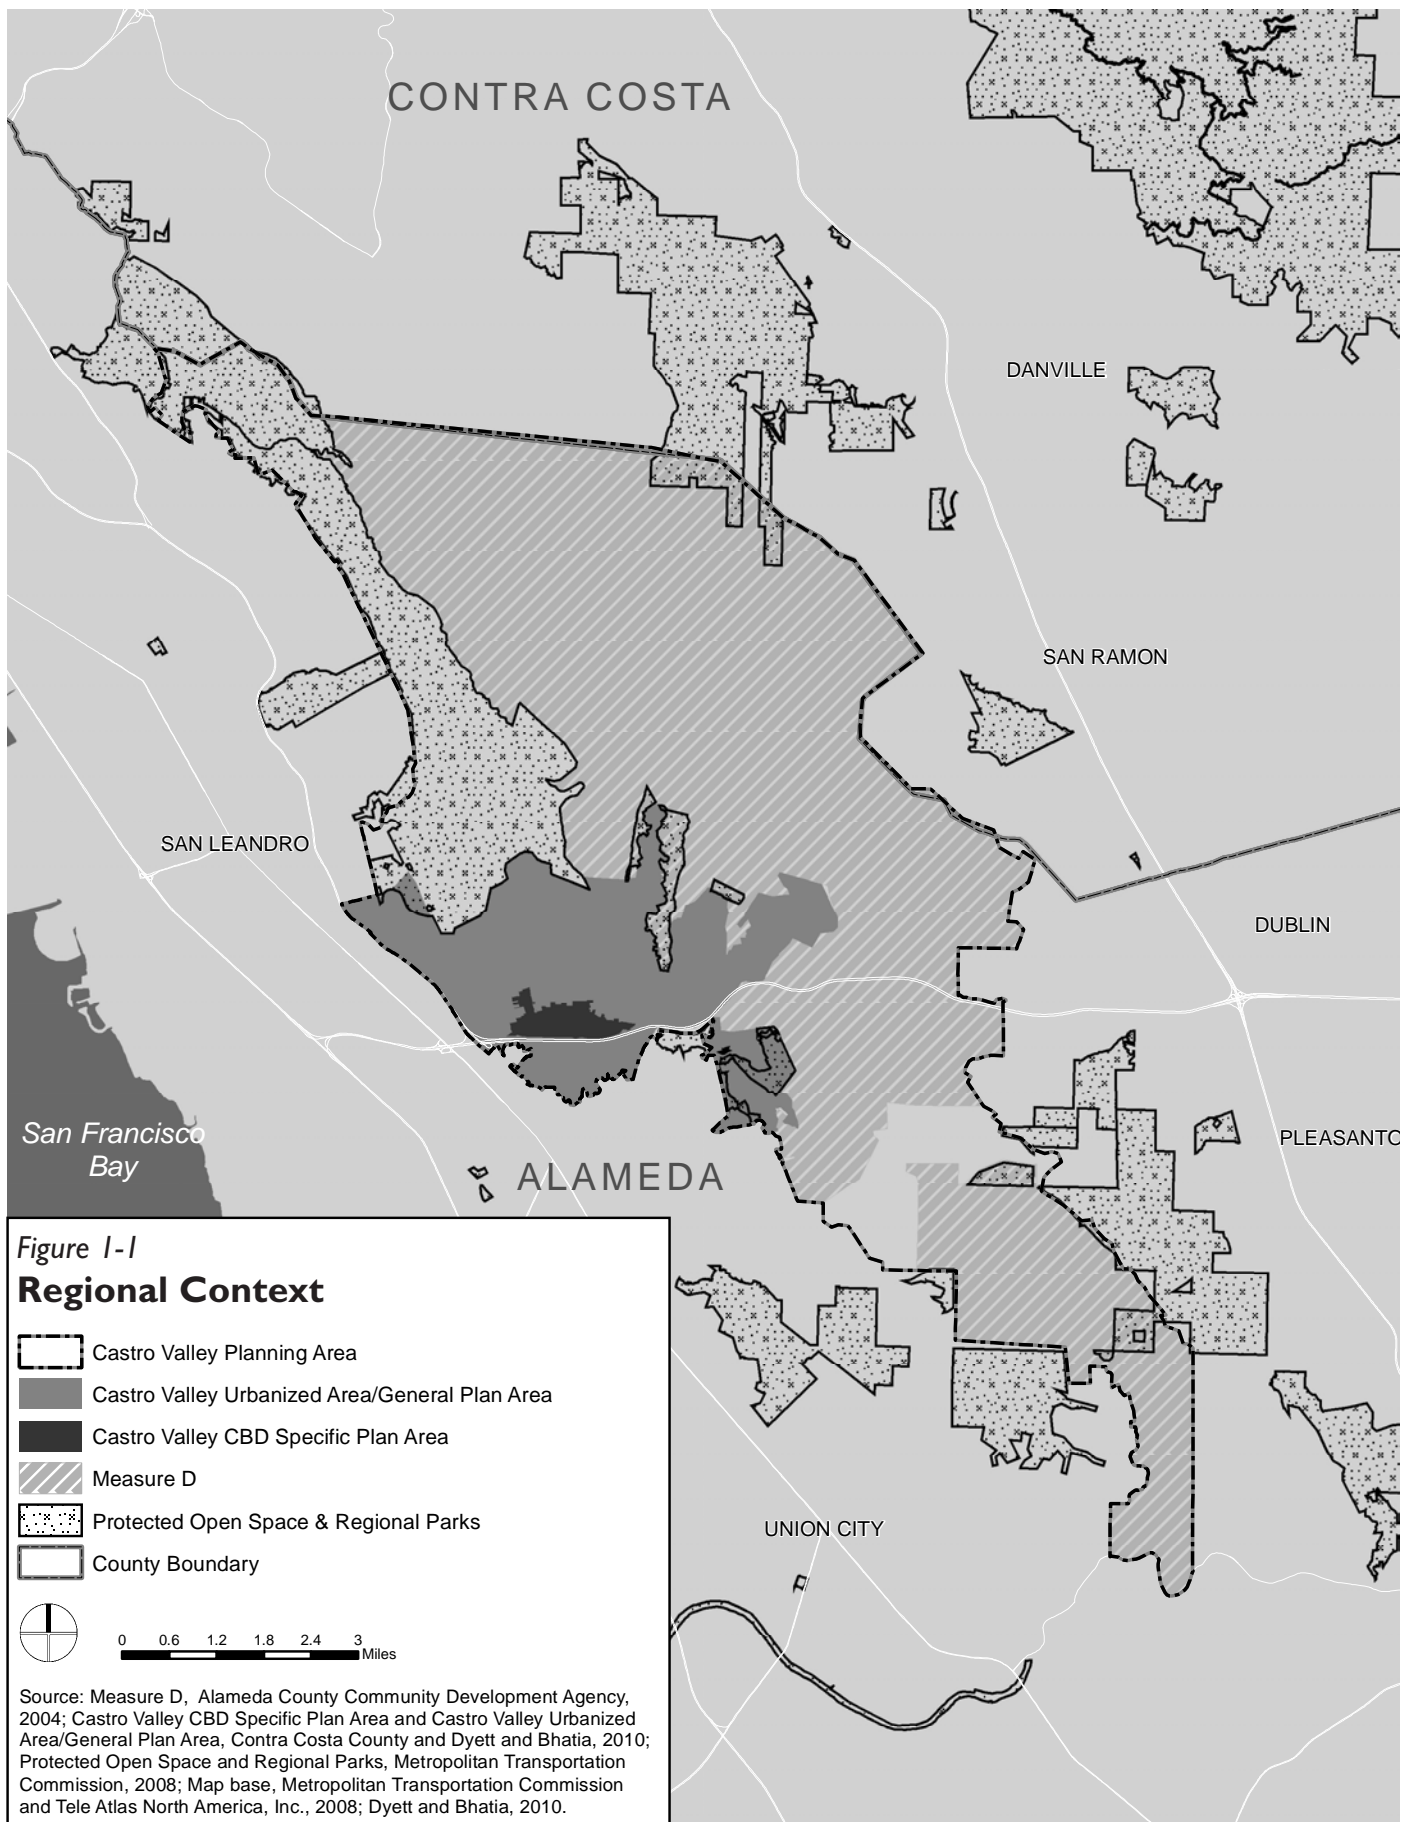 CONTRA COSTA
DANVILLE
SAN RAMON
SAN LEANDRO
DUBLIN
San Francisco
Bay
PLEASANTO
ALAMEDA
UNION CITY
Figure 1-1
Regional Context
Castro Valley Planning Area
Castro Valley Urbanized Area/General Plan Area
Castro Valley CBD Specific Plan Area
Measure D
Protected Open Space & Regional Parks
County Boundary
0 0.6 1.2 1.8 2.4 3
Miles
Source: Measure D, Alameda County Community Development Agency,
2004; Castro Valley CBD Specific Plan Area and Castro Valley Urbanized
Area/General Plan Area, Contra Costa County and Dyett and Bhatia, 2010;
Protected Open Space and Regional Parks, Metropolitan Transportation
Commission, 2008; Map base, Metropolitan Transportation Commission
and Tele Atlas North America, Inc., 2008; Dyett and Bhatia, 2010.